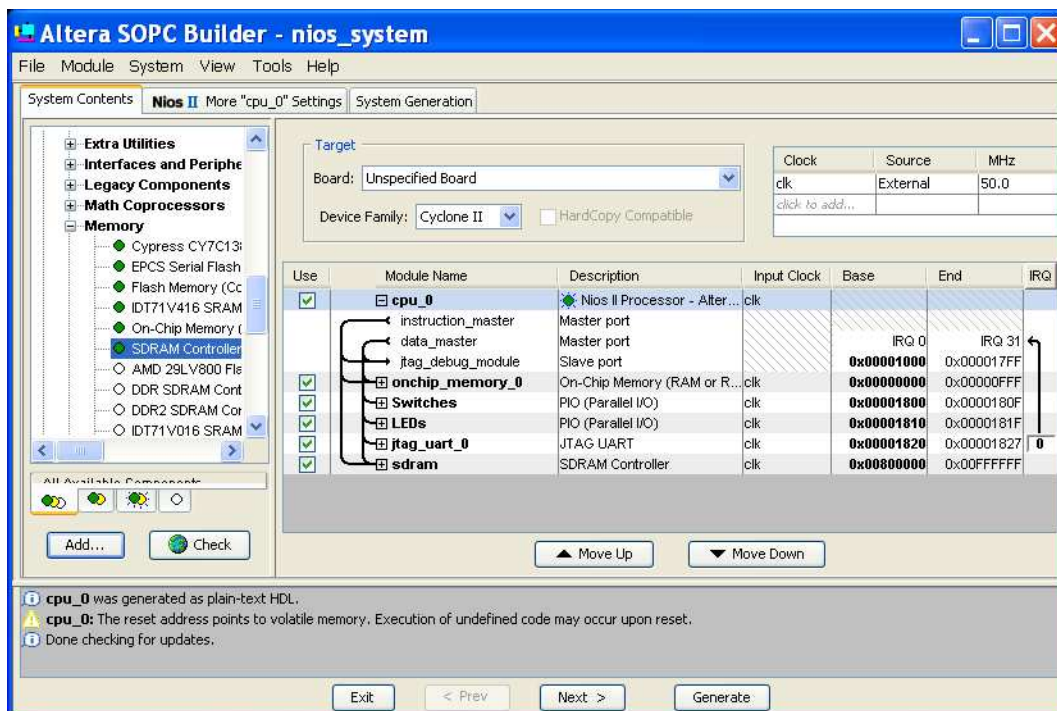 Altera SOPC Builder - nios_system
File Module System View Tools Help
System Contents Nios II More "cpu_0" Settings System Generation
Extra Utilities
Interfaces and Periphe
Legacy Components
Math Coprocessors
Memory
Cypress CY7C13
EPCS Serial Flash
Flash Memory (Cc
IDT71V416 SRAM
On-Chip Memory (
SDRAM Controller
AMD 29LV800 Fla
DDR SDRAM Cont
DDR2 SDRAM Cor
IDT71V016 SRAM
All Available Components
Add... Check
Target
Board: Unspecified Board
Device Family: Cyclone II HardCopy Compatible
Clock Source MHz
clk External 50.0
click to add...
Use Module Name Description Input Clock Base End IRQ
cpu_0 Nios II Processor - Alter... clk
instruction_master Master port
data_master Master port IRQ 0 IRQ 31
jtag_debug_module Slave port 0x00001000 0x000017FF
onchip_memory_0 On-Chip Memory (RAM or R... clk 0x00000000 0x00000FFF
Switches PIO (Parallel I/O) clk 0x00001800 0x0000180F
LEDs PIO (Parallel I/O) clk 0x00001810 0x0000181F
jtag_uart_0 JTAG UART clk 0x00001820 0x00001827 0
sdram SDRAM Controller clk 0x00800000 0x00FFFFFF
Move Up Move Down
cpu_0 was generated as plain-text HDL.
cpu_0: The reset address points to volatile memory. Execution of undefined code may occur upon reset.
Done checking for updates.
Exit < Prev Next > Generate